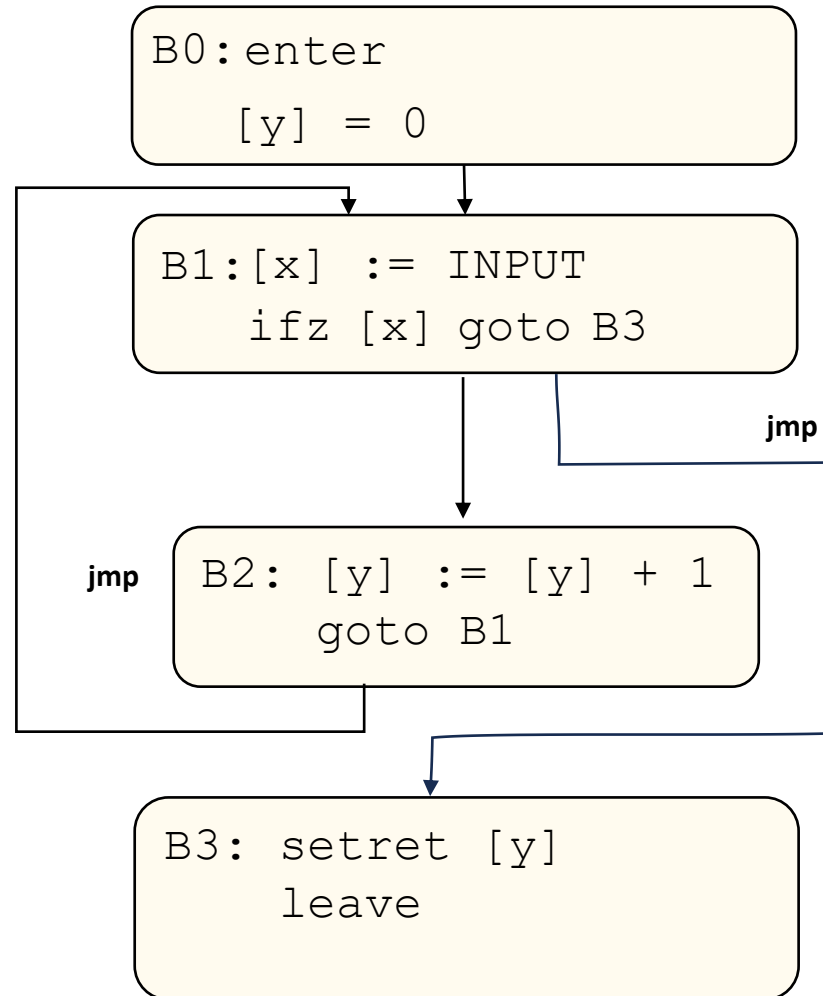 B0:enter
[y] = 0
B1:[x] := INPUT
ifz [x] goto B3
jmp
jmp
B2: [y] := [y] + 1
goto B1
B3: setret [y]
leave